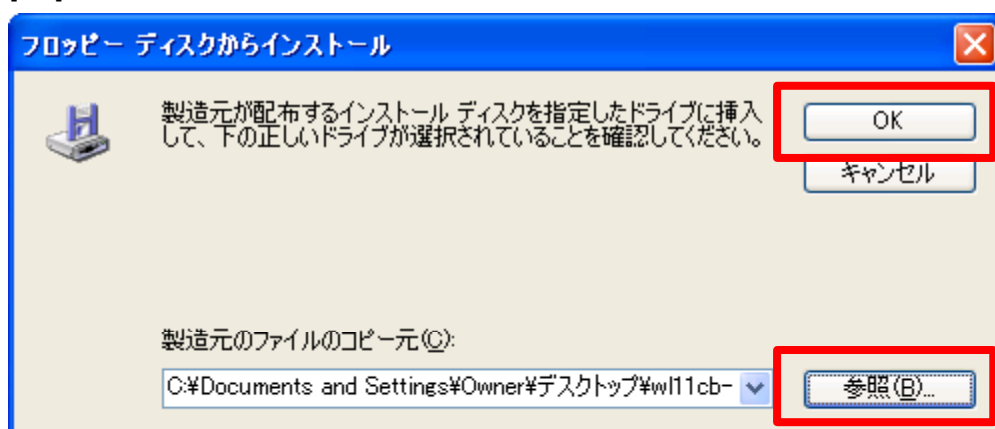 フロッピー ディスクからインストール
製造元が配布するインストール ディスクを指定したドライブに挿入
して、下の正しいドライブが選択されていることを確認してください。
OK
キャンセル
製造元のファイルのコピー元(C):
C:¥Documents and Settings¥Owner¥デスクトップ¥wl11cb-
参照(B)...